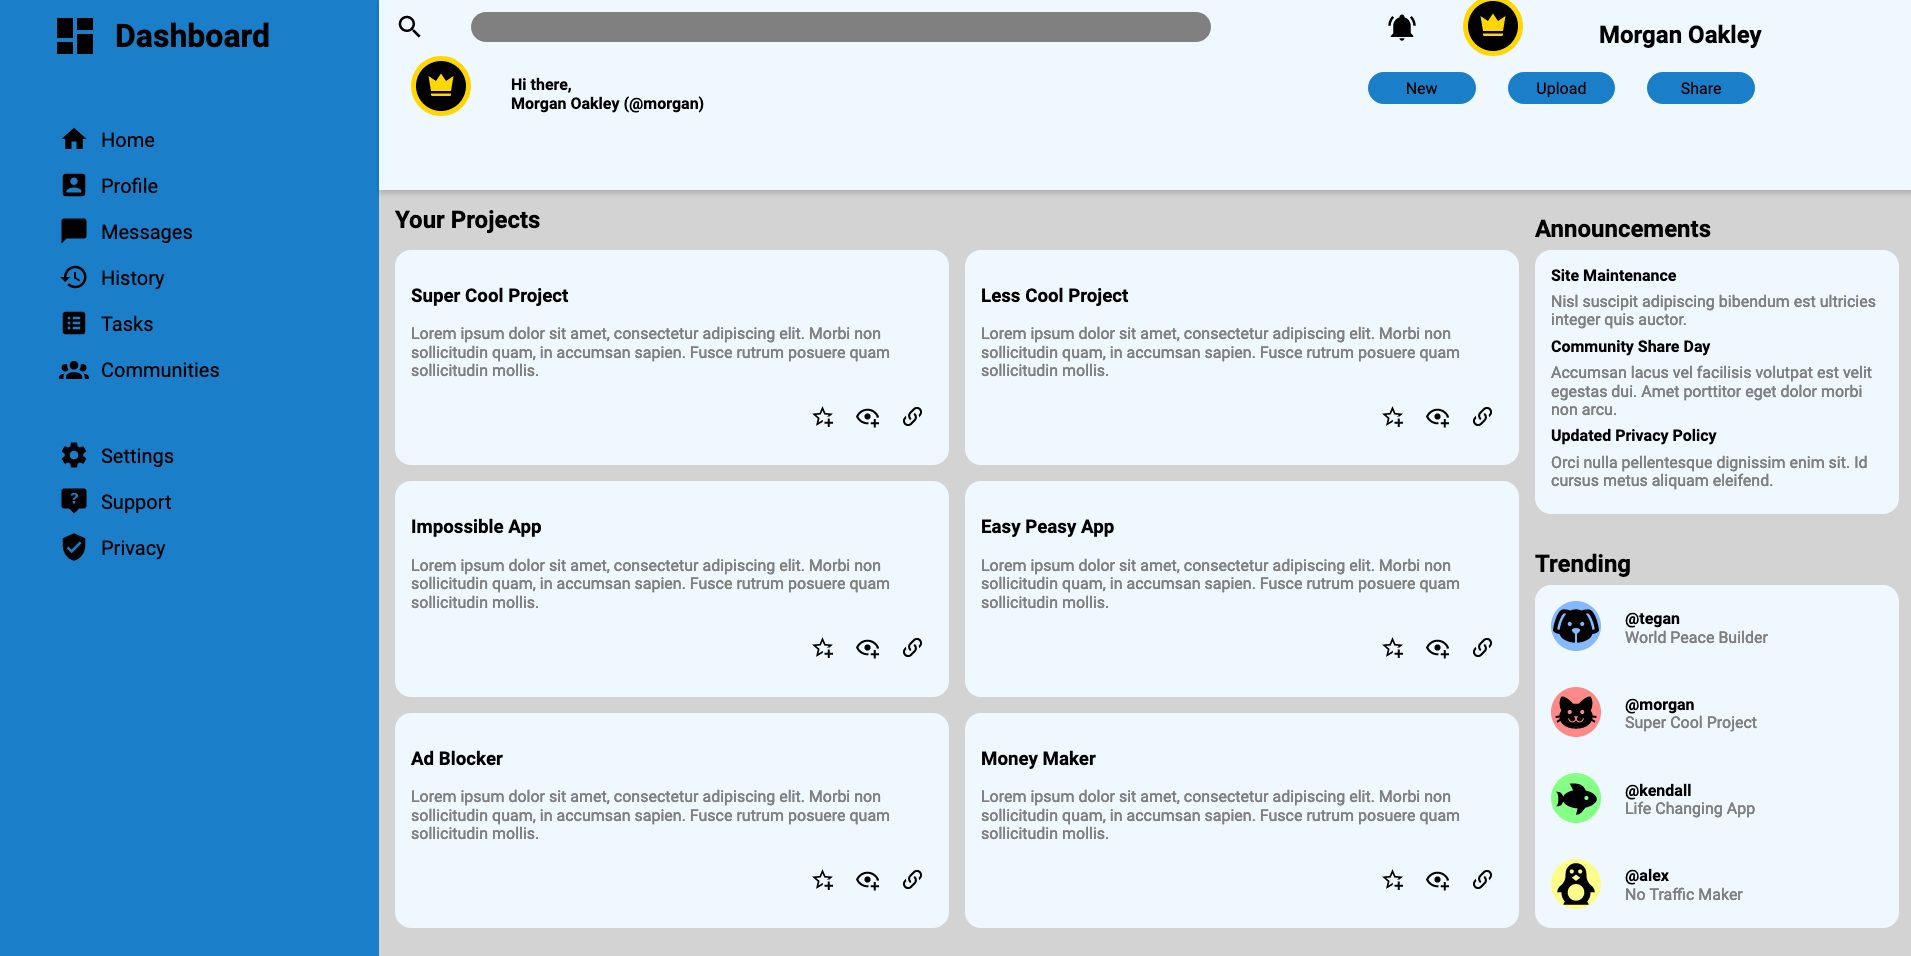 Dashboard
Home
Profile
Messages
History
Tasks
Communities
Settings
Support
Privacy
Morgan Oakley
Hi there,
Morgan Oakley (@morgan)
New
Upload
Share
Your Projects
Super Cool Project
Lorem ipsum dolor sit amet, consectetur adipiscing elit. Morbi non
sollicitudin quam, in accumsan sapien. Fusce rutrum posuere quam
sollicitudin mollis.
Less Cool Project
Lorem ipsum dolor sit amet, consectetur adipiscing elit. Morbi non
sollicitudin quam, in accumsan sapien. Fusce rutrum posuere quam
sollicitudin mollis.
Impossible App
Lorem ipsum dolor sit amet, consectetur adipiscing elit. Morbi non
sollicitudin quam, in accumsan sapien. Fusce rutrum posuere quam
sollicitudin mollis.
Easy Peasy App
Lorem ipsum dolor sit amet, consectetur adipiscing elit. Morbi non
sollicitudin quam, in accumsan sapien. Fusce rutrum posuere quam
sollicitudin mollis.
Ad Blocker
Lorem ipsum dolor sit amet, consectetur adipiscing elit. Morbi non
sollicitudin quam, in accumsan sapien. Fusce rutrum posuere quam
sollicitudin mollis.
Money Maker
Lorem ipsum dolor sit amet, consectetur adipiscing elit. Morbi non
sollicitudin quam, in accumsan sapien. Fusce rutrum posuere quam
sollicitudin mollis.
Announcements
Site Maintenance
Nisl suscipit adipiscing bibendum est ultricies
integer quis auctor.
Community Share Day
Accumsan lacus vel facilisis volutpat est velit
egestas dui. Amet porttitor eget dolor morbi
non arcu.
Updated Privacy Policy
Orci nulla pellentesque dignissim enim sit. Id
cursus metus aliquam eleifend.
Trending
@tegan
World Peace Builder
@morgan
Super Cool Project
@kendall
Life Changing App
@alex
No Traffic Maker